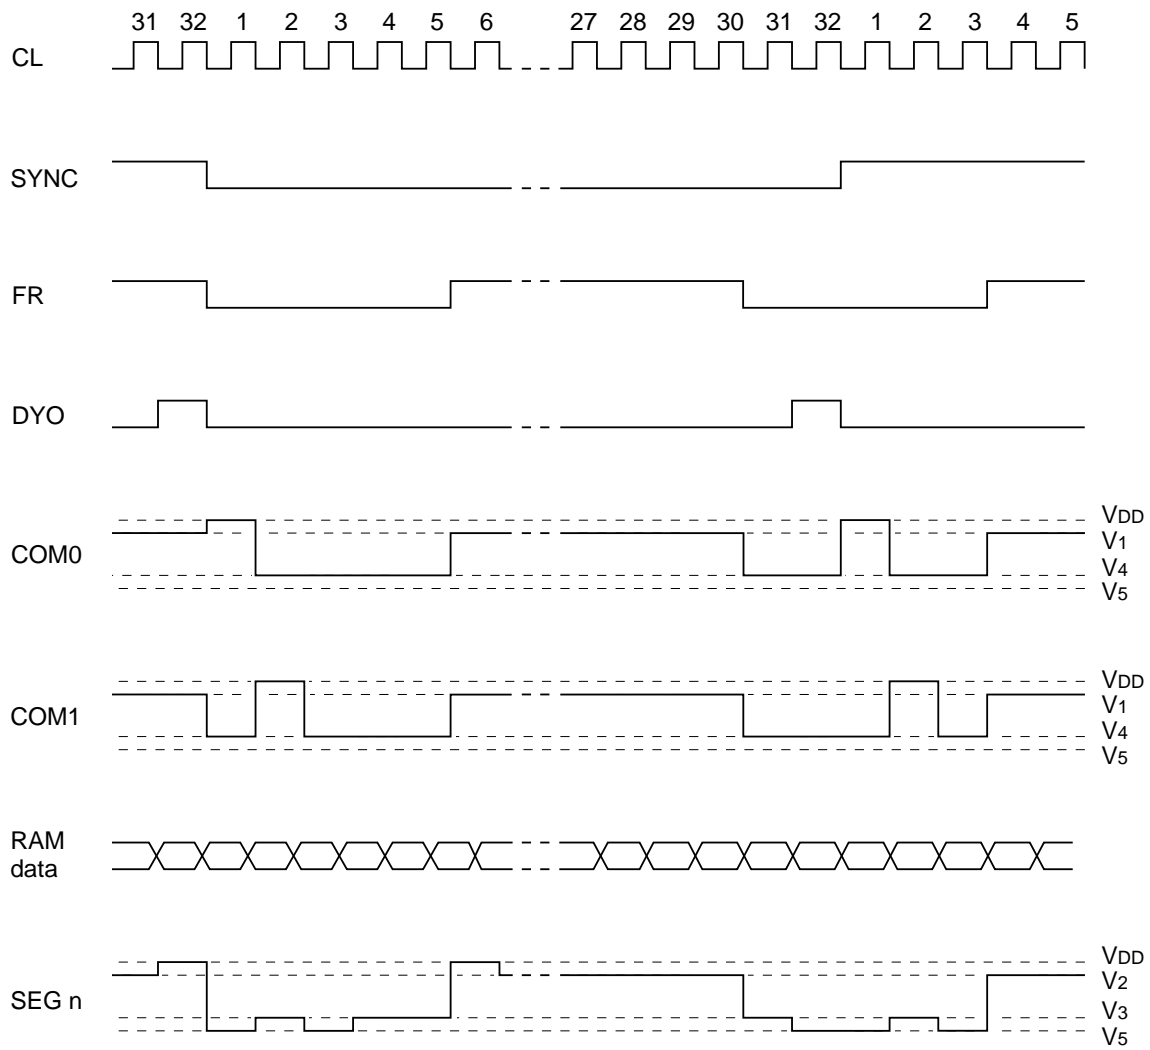 31 32 1 2 3 4 5 6 27 28 29 30 31 32 1 2 3 4 5
CL
SYNC
FR
DYO
COM0
VDD
V1
V4
V5
COM1
VDD
V1
V4
V5
RAM
data
SEG n
VDD
V2
V3
V5